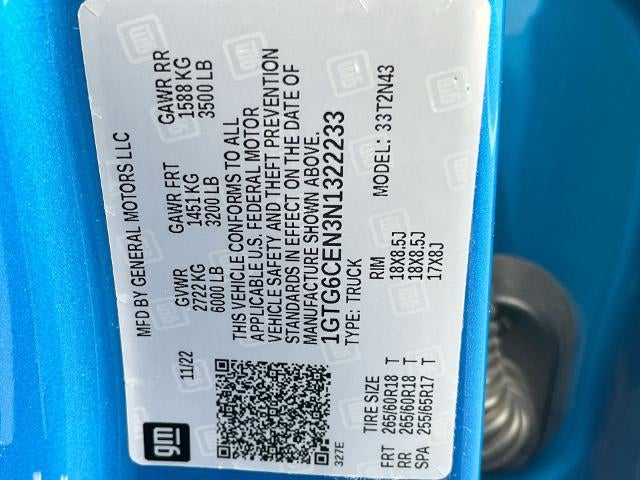 MFD BY GENERAL MOTORS LLC
11/22
GVWR GAWR FRT GAWR RR
2722 KG 1451 KG 1588 KG
6000 LB 3200 LB 3500 LB
THIS VEHICLE CONFORMS TO ALL
APPLICABLE U.S. FEDERAL MOTOR
VEHICLE SAFETY AND THEFT PREVENTION
STANDARDS IN EFFECT ON THE DATE OF
MANUFACTURE SHOWN ABOVE.
1GTG6CEN3N1322233
TYPE: TRUCK MODEL: 33T2N43
gm
327E
TIRE SIZE RIM
FRT 265/60R18 T 18X8.5J
RR 265/60R18 T 18X8.5J
SPA 255/65R17 T 17X8J